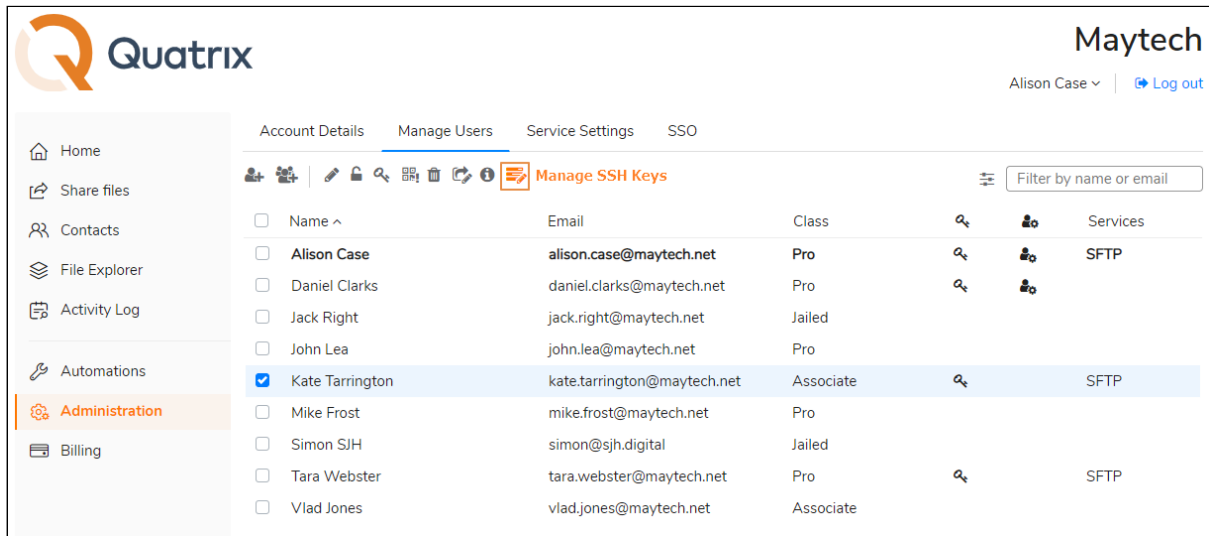 Quatrix
Maytech
Alison Case
Log out
Account Details Manage Users Service Settings SSO
Home
Share files
Contacts
File Explorer
Activity Log
Automations
Administration
Billing
Manage SSH Keys
Filter by name or email
Name Email Class Services
Alison Case alison.case@maytech.net Pro SFTP
Daniel Clarks daniel.clarks@maytech.net Pro
Jack Right jack.right@maytech.net Jailed
John Lea john.lea@maytech.net Pro
Kate Tarrington kate.tarrington@maytech.net Associate SFTP
Mike Frost mike.frost@maytech.net Pro
Simon SJH simon@sjh.digital Jailed
Tara Webster tara.webster@maytech.net Pro SFTP
Vlad Jones vlad.jones@maytech.net Associate